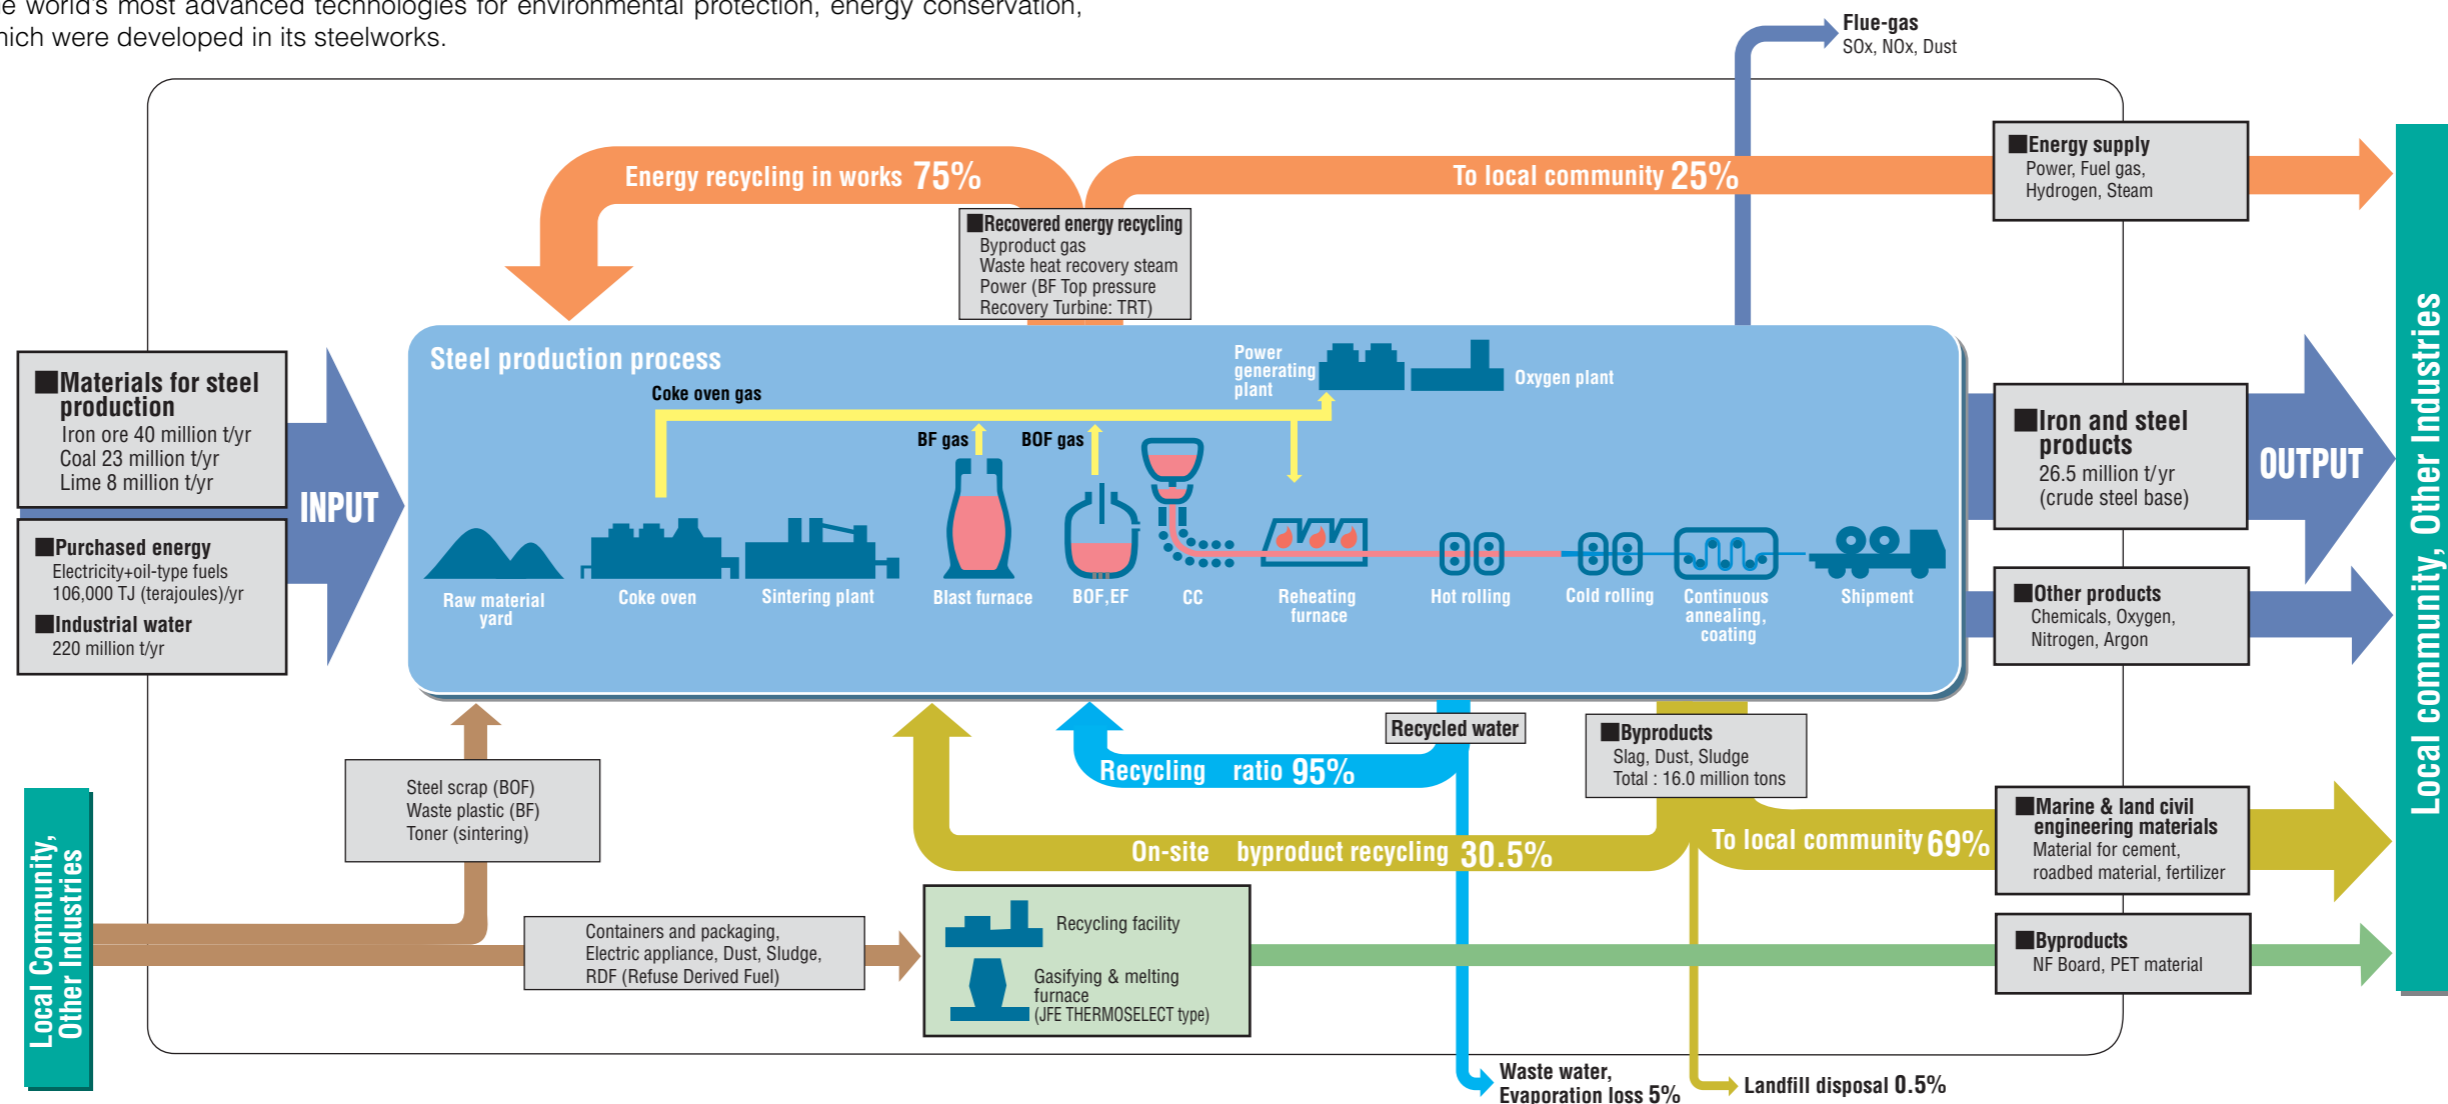 e world's most advanced technologies for environmental protection, energy conservation,
hich were developed in its steelworks.
Flue-gas
SOx, NOx, Dust
Energy recycling in works 75%
To local community 25%
■Energy supply
Power, Fuel gas,
Hydrogen, Steam
■Recovered energy recycling
Byproduct gas
Waste heat recovery steam
Power (BF Top pressure
Recovery Turbine: TRT)
■Materials for steel
production
Iron ore 40 million t/yr
Coal 23 million t/yr
Lime 8 million t/yr
■Purchased energy
Electricity+oil-type fuels
106,000 TJ (terajoules)/yr
■Industrial water
220 million t/yr
INPUT
Steel production process
Coke oven gas
BF gas
BOF gas
Power
generating
plant
Oxygen plant
Raw material
yard
Coke oven
Sintering plant
Blast furnace
BOF,EF
CC
Reheating
furnace
Hot rolling
Cold rolling
Continuous
annealing,
coating
Shipment
■Iron and steel
products
26.5 million t/yr
(crude steel base)
OUTPUT
■Other products
Chemicals, Oxygen,
Nitrogen, Argon
Local community, Other Industries
Recycled water
Recycling ratio 95%
■Byproducts
Slag, Dust, Sludge
Total : 16.0 million tons
On-site byproduct recycling 30.5%
To local community 69%
■Marine & land civil
engineering materials
Material for cement,
roadbed material, fertilizer
Steel scrap (BOF)
Waste plastic (BF)
Toner (sintering)
Local Community,
Other Industries
Containers and packaging,
Electric appliance, Dust, Sludge,
RDF (Refuse Derived Fuel)
Recycling facility
Gasifying & melting
furnace
(JFE THERMOSELECT type)
■Byproducts
NF Board, PET material
Waste water,
Evaporation loss 5%
Landfill disposal 0.5%